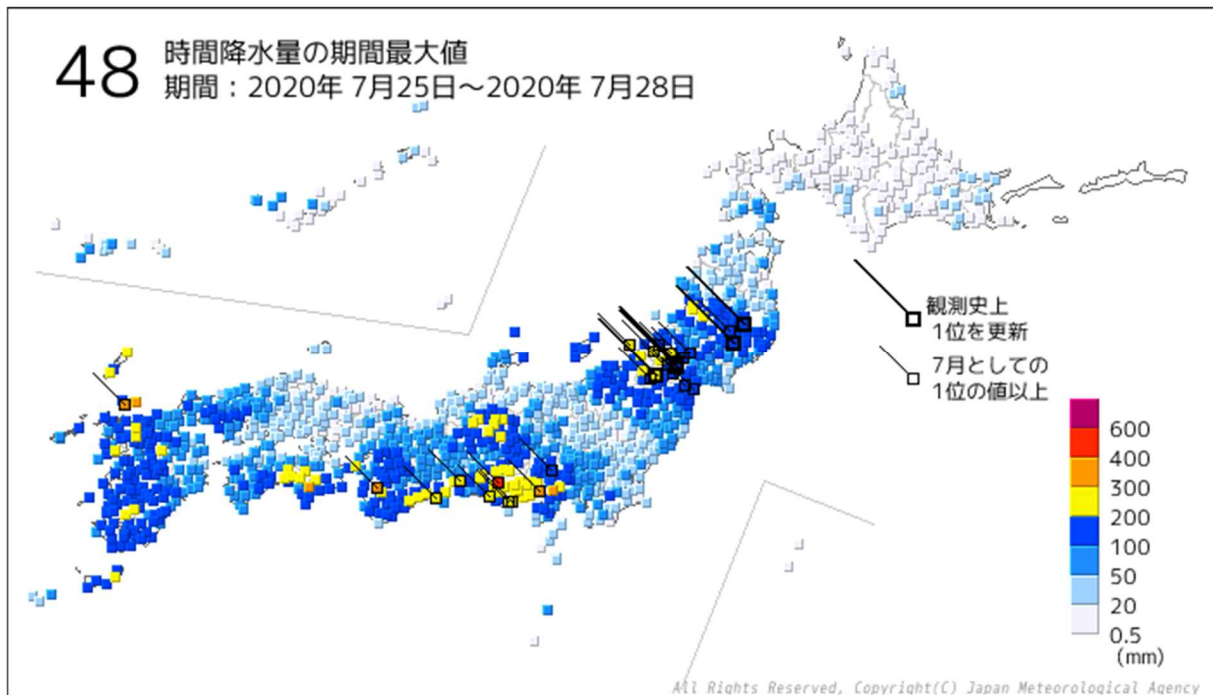 48 時間降水量の期間最大値
期間：2020年 7月25日～2020年 7月28日
観測史上
1位を更新
7月としての
1位の値以上
600
400
300
200
100
50
20
0.5
(mm)
All Rights Reserved, Copyright(C) Japan Meteorological Agency